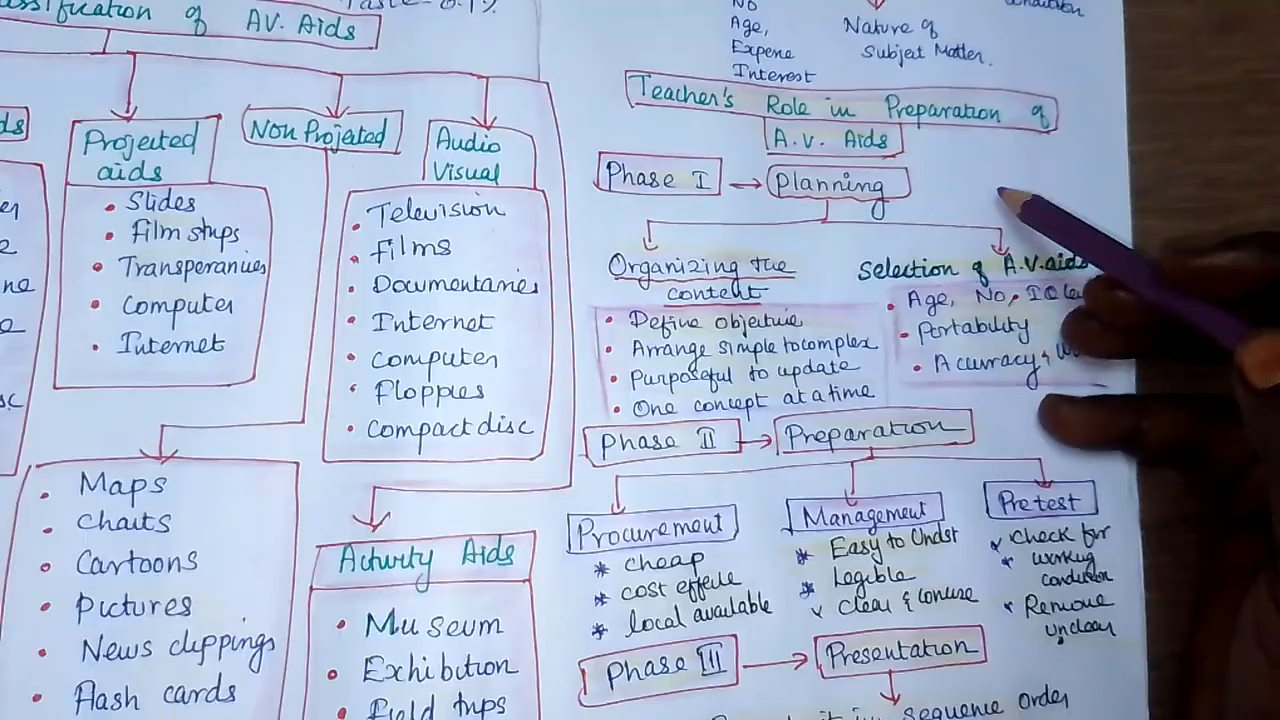 ssification of AV. Aids
ds
Projected
aids
• Slides
• film strips
• Transperancies
• Computer
• Internet
Non Projected
Audio
Visual
• Television
• films
• Documentaries
• Internet
• Computer
• Floppies
• Compact disc
• Maps
• Charts
• Cartoons
• Pictures
• News clippings
• Flash cards
Activity Aids
• Museum
• Exhibition
• Field trips
No
Age,
Expene
Interest
Nature of
Subject Matter.
condition
Teacher's Role in Preparation of
A.V. Aids
Phase I → Planning
Organizing the
content
• Define objective
• Arrange simple to complex
• Purposeful to update
• One concept at a time
Selection of A.V. aids
• Age, No,
• Portability
• Accuracy,
Phase II → Preparation
Procurement
* cheap
* cost effecive
* local available
Management
* Easy to Undst
* Legible
x Clear & Concise
Pretest
x Check for
x working
condition
x Remove
unclear
Phase III → Presentation
sequence order